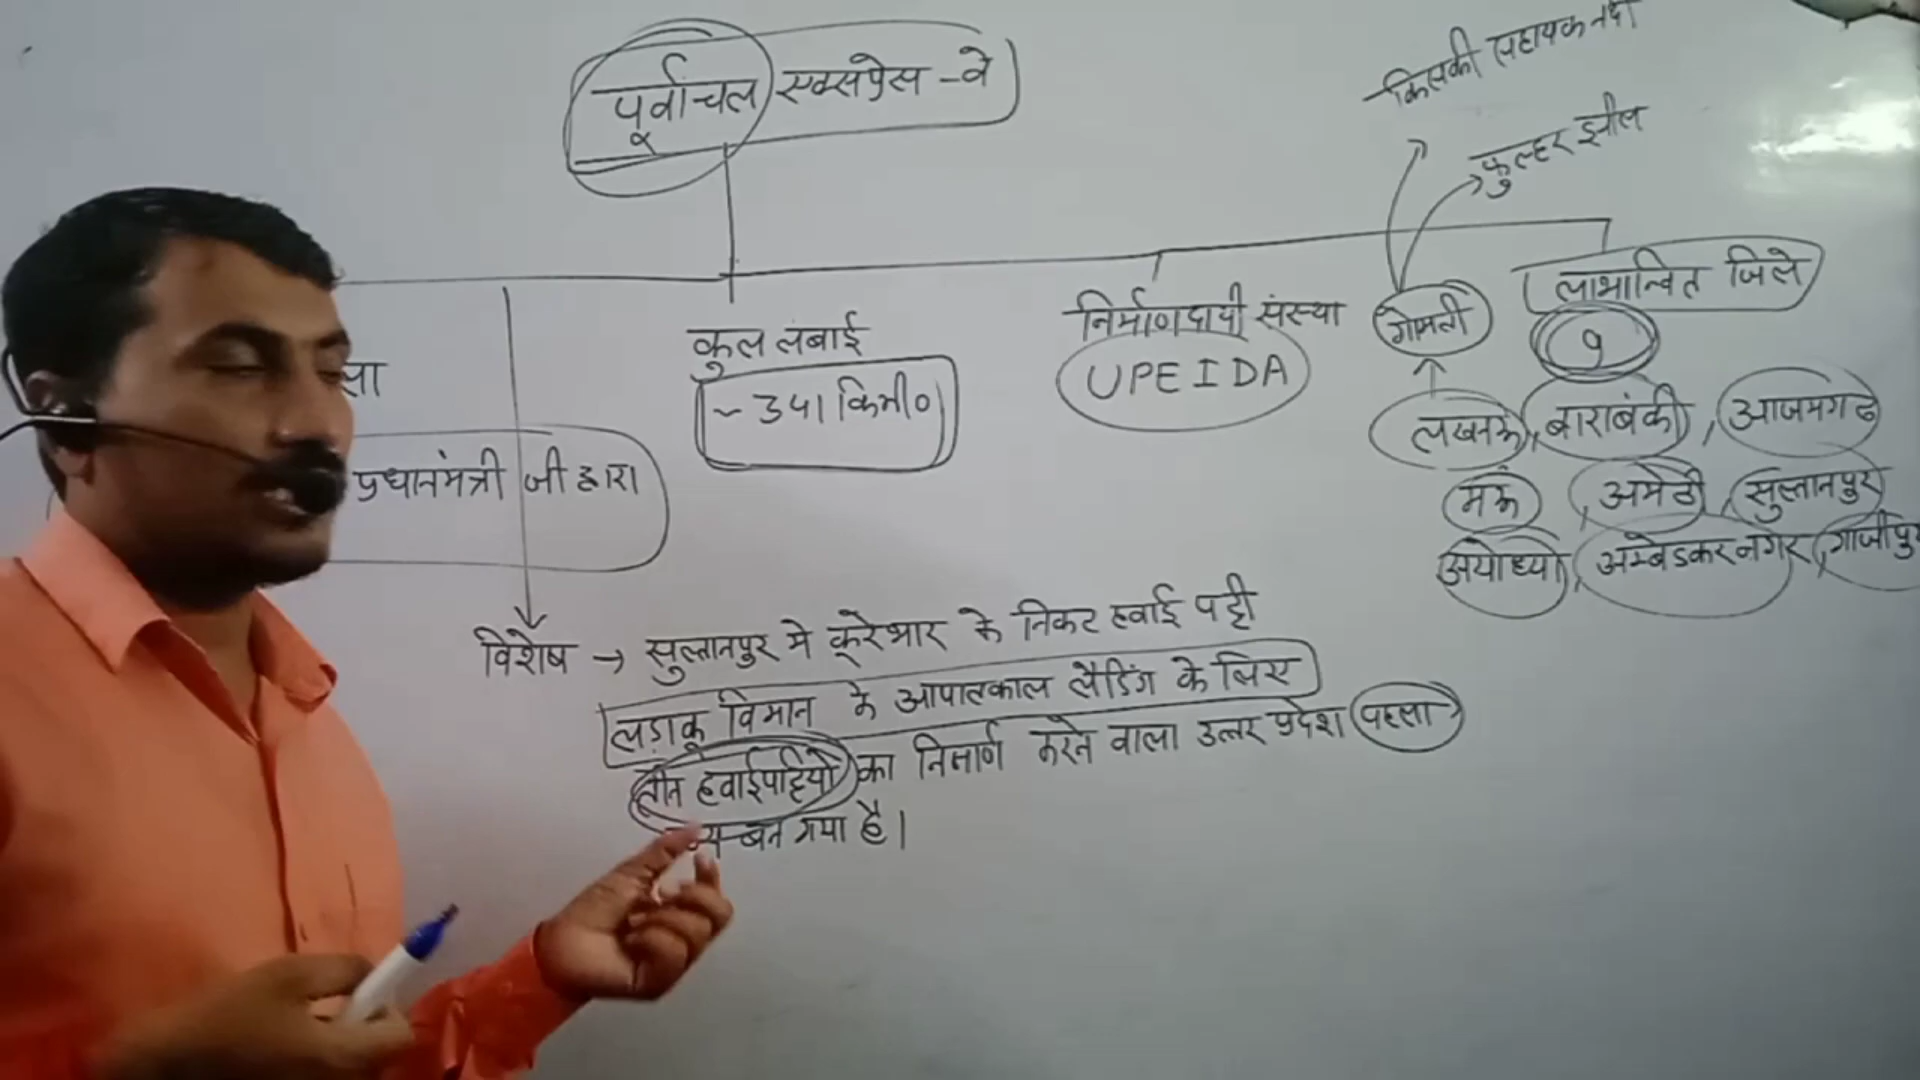 पूर्वांचल एक्सप्रेस-वे
किसकी सहायक नदी
फुल्हर झील
कुल लंबाई
~ 341 किमी०
निर्माणदायी संस्था
UPEIDA
गोमती
लाभान्वित जिले
9
लखनऊ, बाराबंकी, आजमगढ
मऊ, अमेठी, सुल्तानपुर
अयोध्या, अम्बेडकरनगर, गाजीपु
प्रधानमंत्री जी द्वारा
विशेष → सुल्तानपुर मे कूरेभार के निकट हवाई पट्टी
लड़ाकू विमान के आपातकाल लैडिंग के लिए
तीन हवाईपट्टियों का निर्माण करने वाला उत्तर प्रदेश पहला
बन गया है।